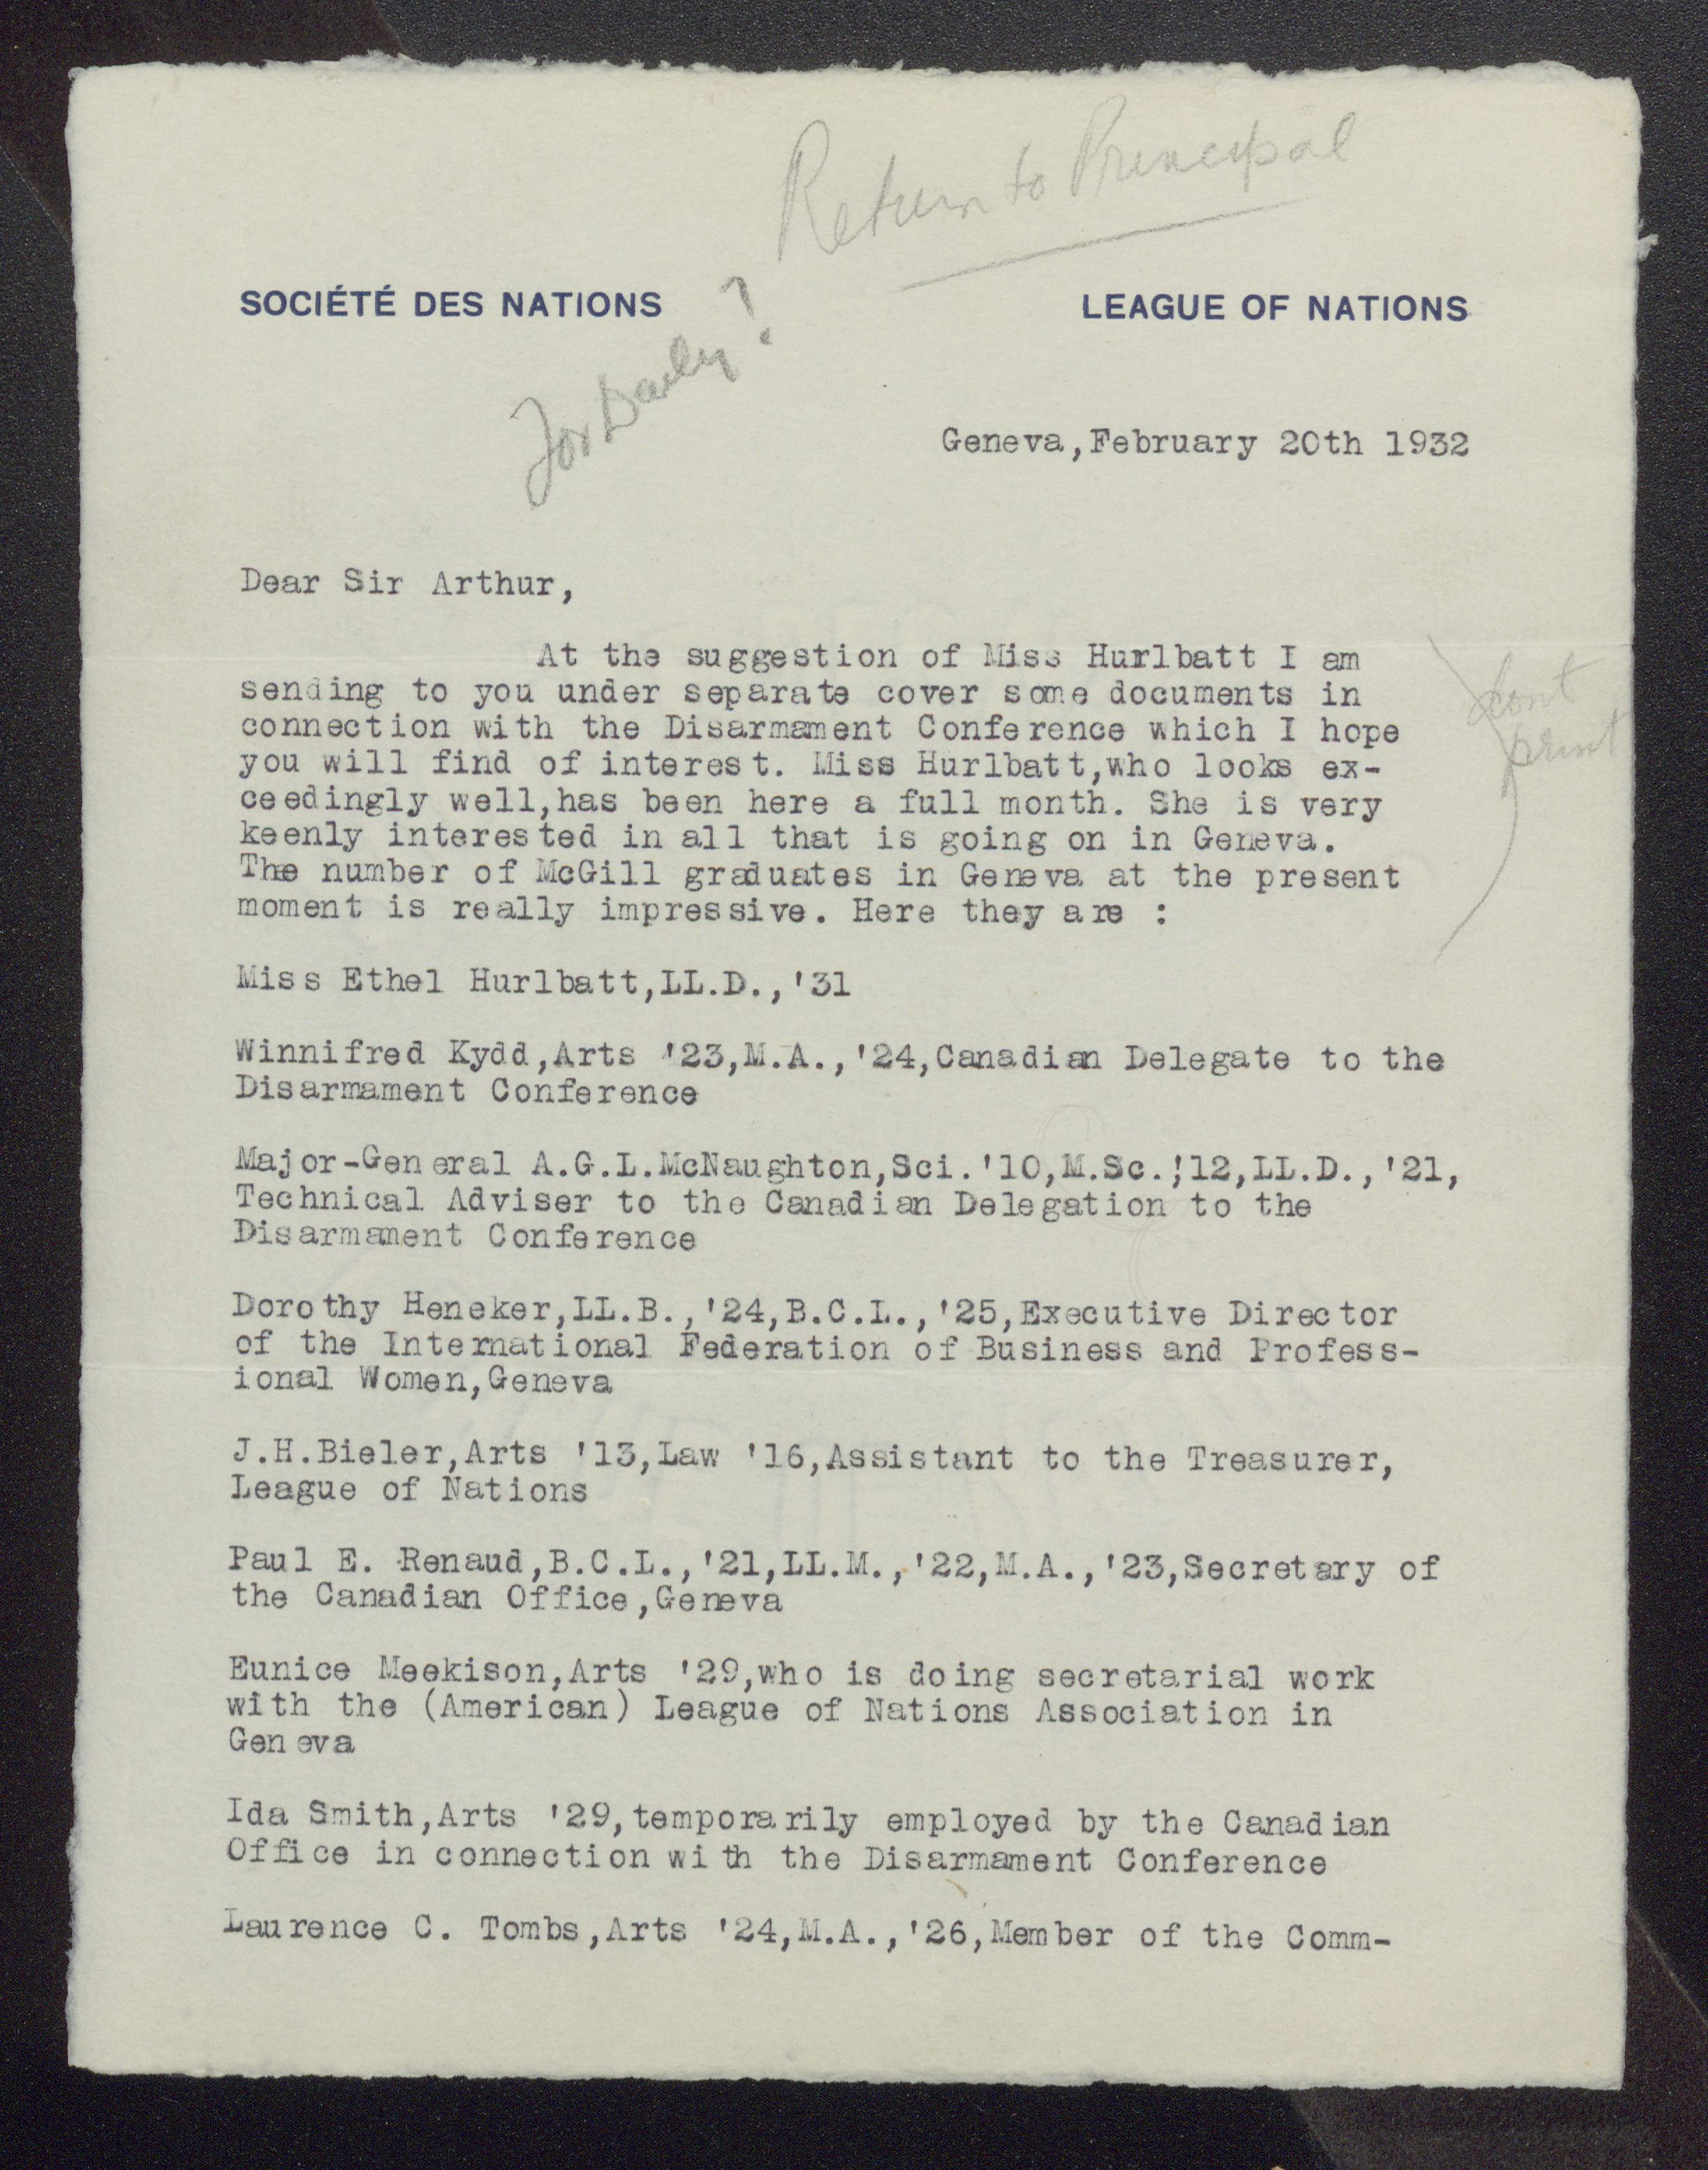 Return to Principal
SOCIÉTÉ DES NATIONS
LEAGUE OF NATIONS
For Daily?
Geneva,February 20th 1932
Dear Sir Arthur,
At the suggestion of Miss Hurlbatt I am
sending to you under separate cover some documents in
connection with the Disarmament Conference which I hope
you will find of interest. Miss Hurlbatt,who looks ex-
ceedingly well,has been here a full month. She is very
keenly interested in all that is going on in Geneva.
The number of McGill graduates in Geneva at the present
moment is really impressive. Here they are :
dont
print
Miss Ethel Hurlbatt,LL.D.,'31
Winnifred Kydd,Arts '23,M.A.,'24,Canadian Delegate to the
Disarmament Conference
Major-General A.G.L.McNaughton,Sci.'10,M.Sc.!12,LL.D.,'21,
Technical Adviser to the Canadian Delegation to the
Disarmament Conference
Dorothy Heneker,LL.B.,'24,B.C.L.,'25,Executive Director
of the International Federation of Business and Profess-
ional Women,Geneva
J.H.Bieler,Arts '13,Law '16,Assistant to the Treasurer,
League of Nations
Paul E. Renaud,B.C.L.,'21,LL.M.,'22,M.A.,'23,Secretary of
the Canadian Office,Geneva
Eunice Meekison,Arts '29,who is doing secretarial work
with the (American) League of Nations Association in
Geneva
Ida Smith,Arts '29,temporarily employed by the Canadian
Office in connection with the Disarmament Conference
Laurence C. Tombs,Arts '24,M.A.,'26,Member of the Comm-